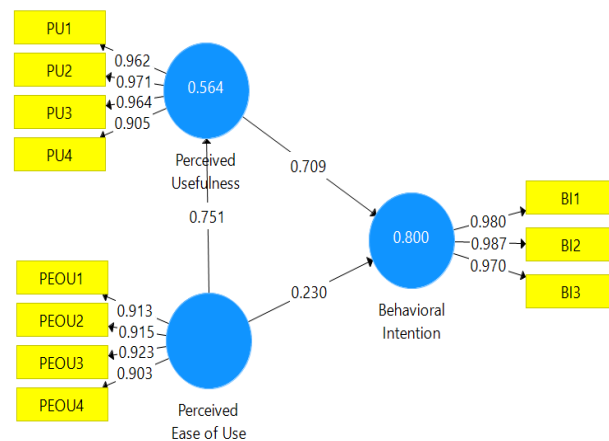 PU1
PU2
PU3
PU4
0.962
0.971
0.964
0.905
0.564
Perceived
Usefulness
0.709
0.751
0.800
Behavioral
Intention
0.980
0.987
0.970
BI1
BI2
BI3
0.230
PEOU1
PEOU2
PEOU3
PEOU4
0.913
0.915
0.923
0.903
Perceived
Ease of Use